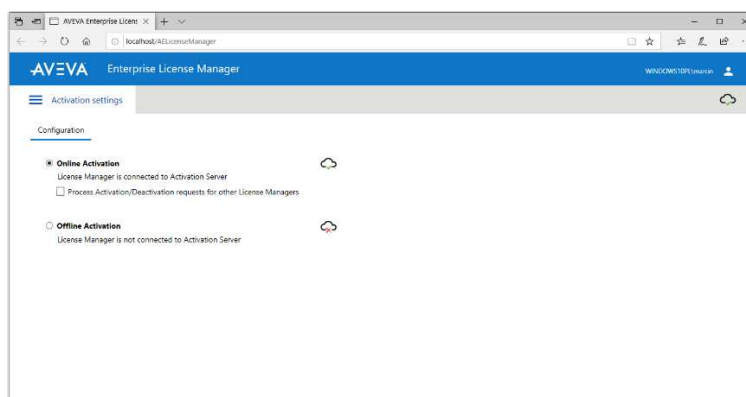 AVEVA Enterprise Licens
localhost/AELicenseManager
AVEVA Enterprise License Manager
WINDOWS10PL\marcin
Activation settings
Configuration
Online Activation
License Manager is connected to Activation Server
Process Activation/Deactivation requests for other License Managers
Offline Activation
License Manager is not connected to Activation Server